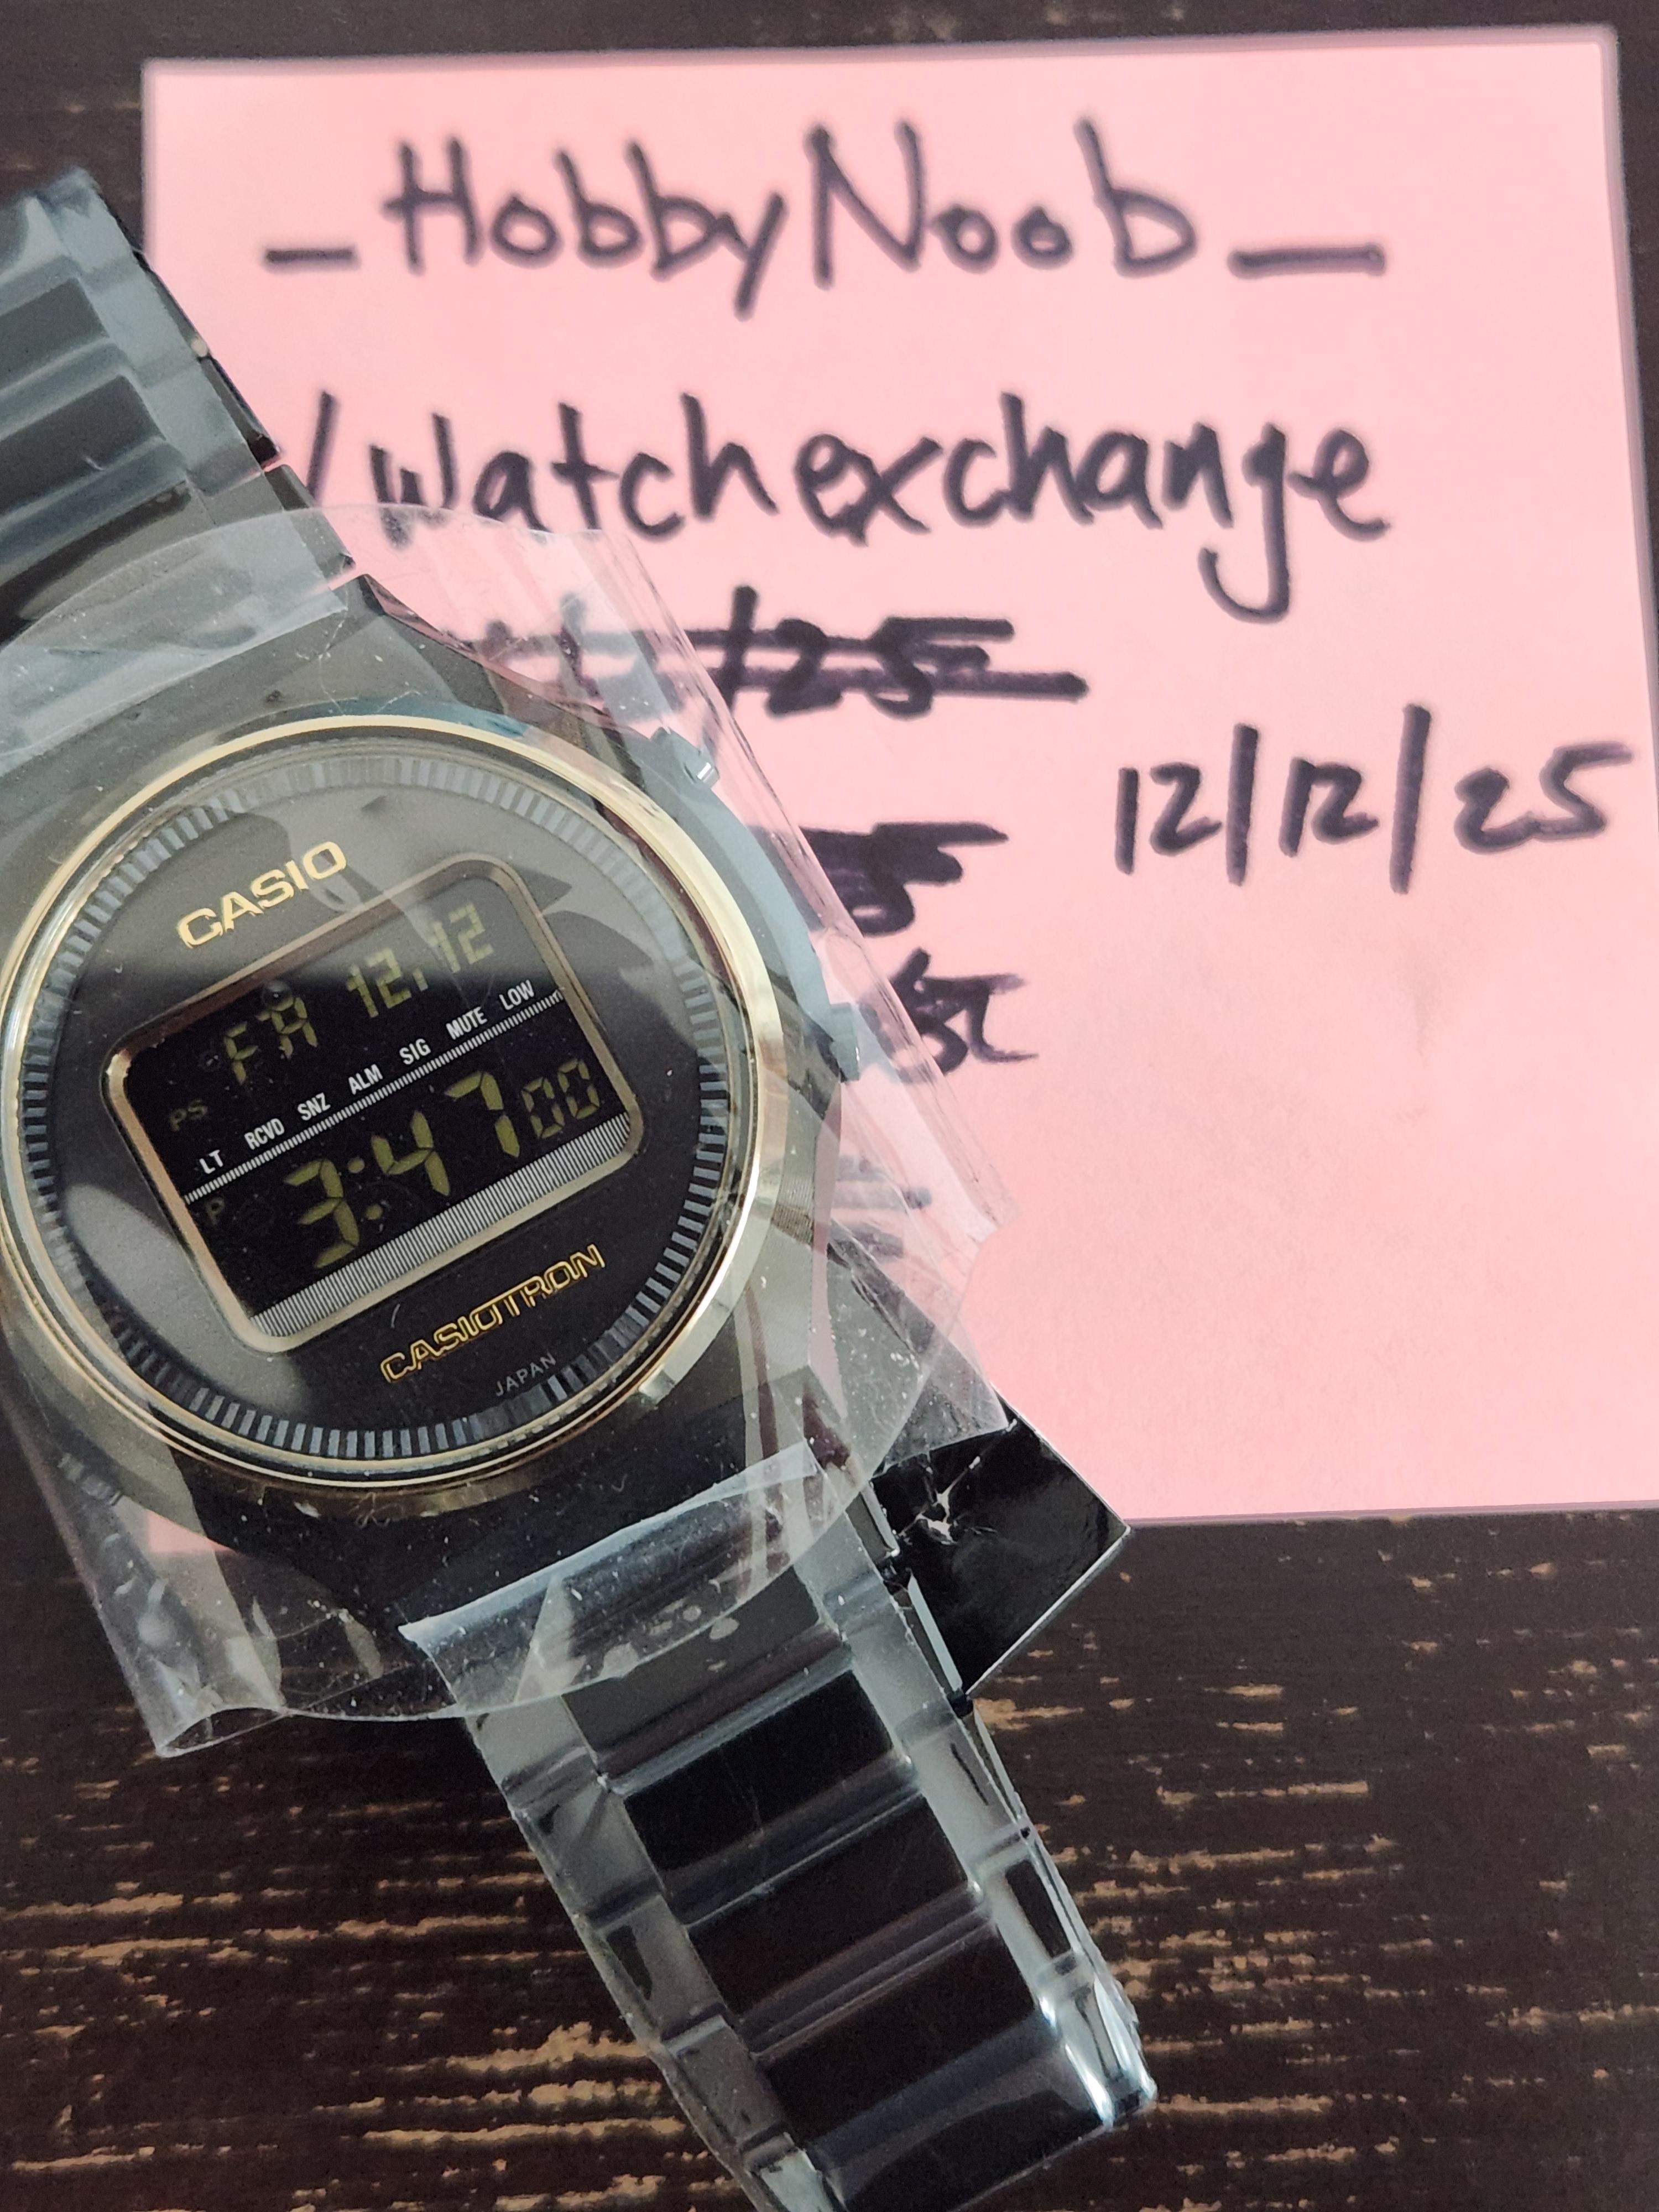 _HobbyNoob_
/watchexchange
/25
12/12/25
CASIO
FR 12.12
PS
LT RCVD SNZ ALM SIG MUTE LOW
P 3:47 00
CASIOTRON
JAPAN